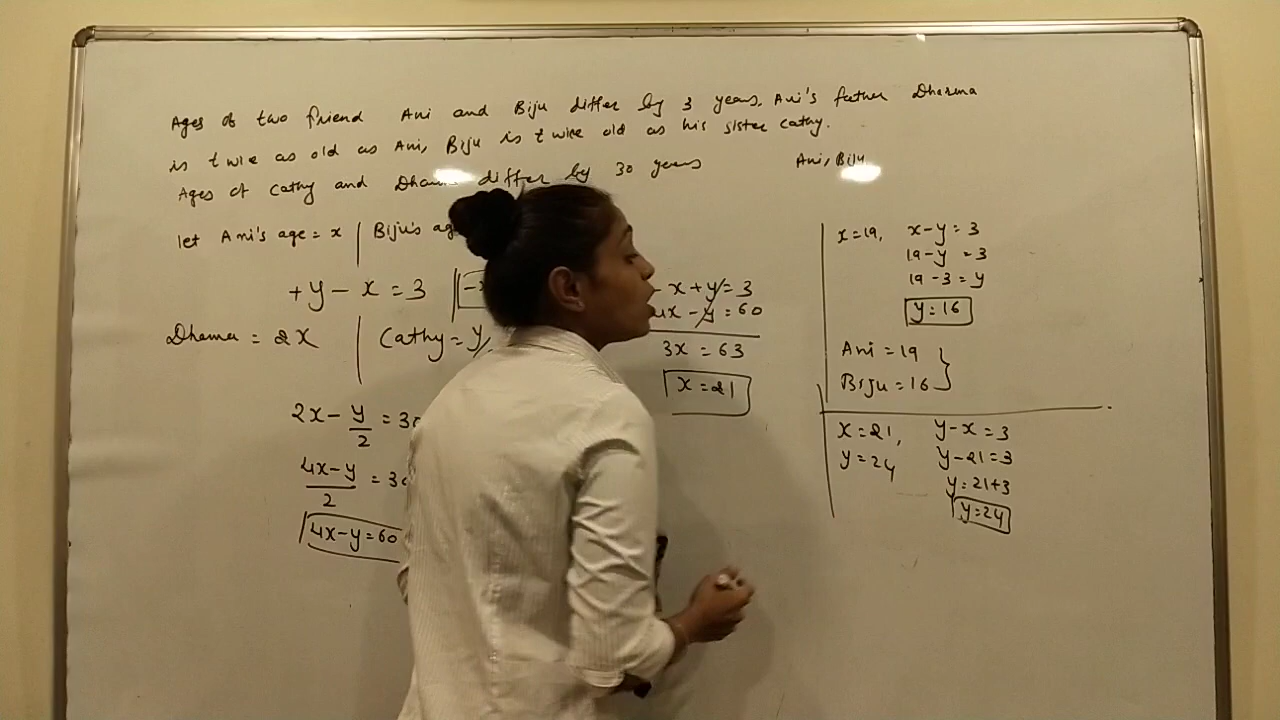 Ages of two friend Ani and Biju differ by 3 years. Ani's father Dharma
is twie as old as Ani, Biju is twice old as his sister Cathy.
Ages of Cathy and differ by 30 years
Ani, Biju
let Ani's age = x | Biju's
+y - x = 3
Dharma = 2x | Cathy = y/
2x - y/2 = 30
4x-y/2 = 30
4x-y=60
-x+y=3
4x-y=60
3x = 63
x=21
x=19, x-y=3
19-y=3
19-3=y
y=16
Ani = 19
Biju = 16 }
x=21, y-x=3
y=24 y-21=3
y=21+3
y=24